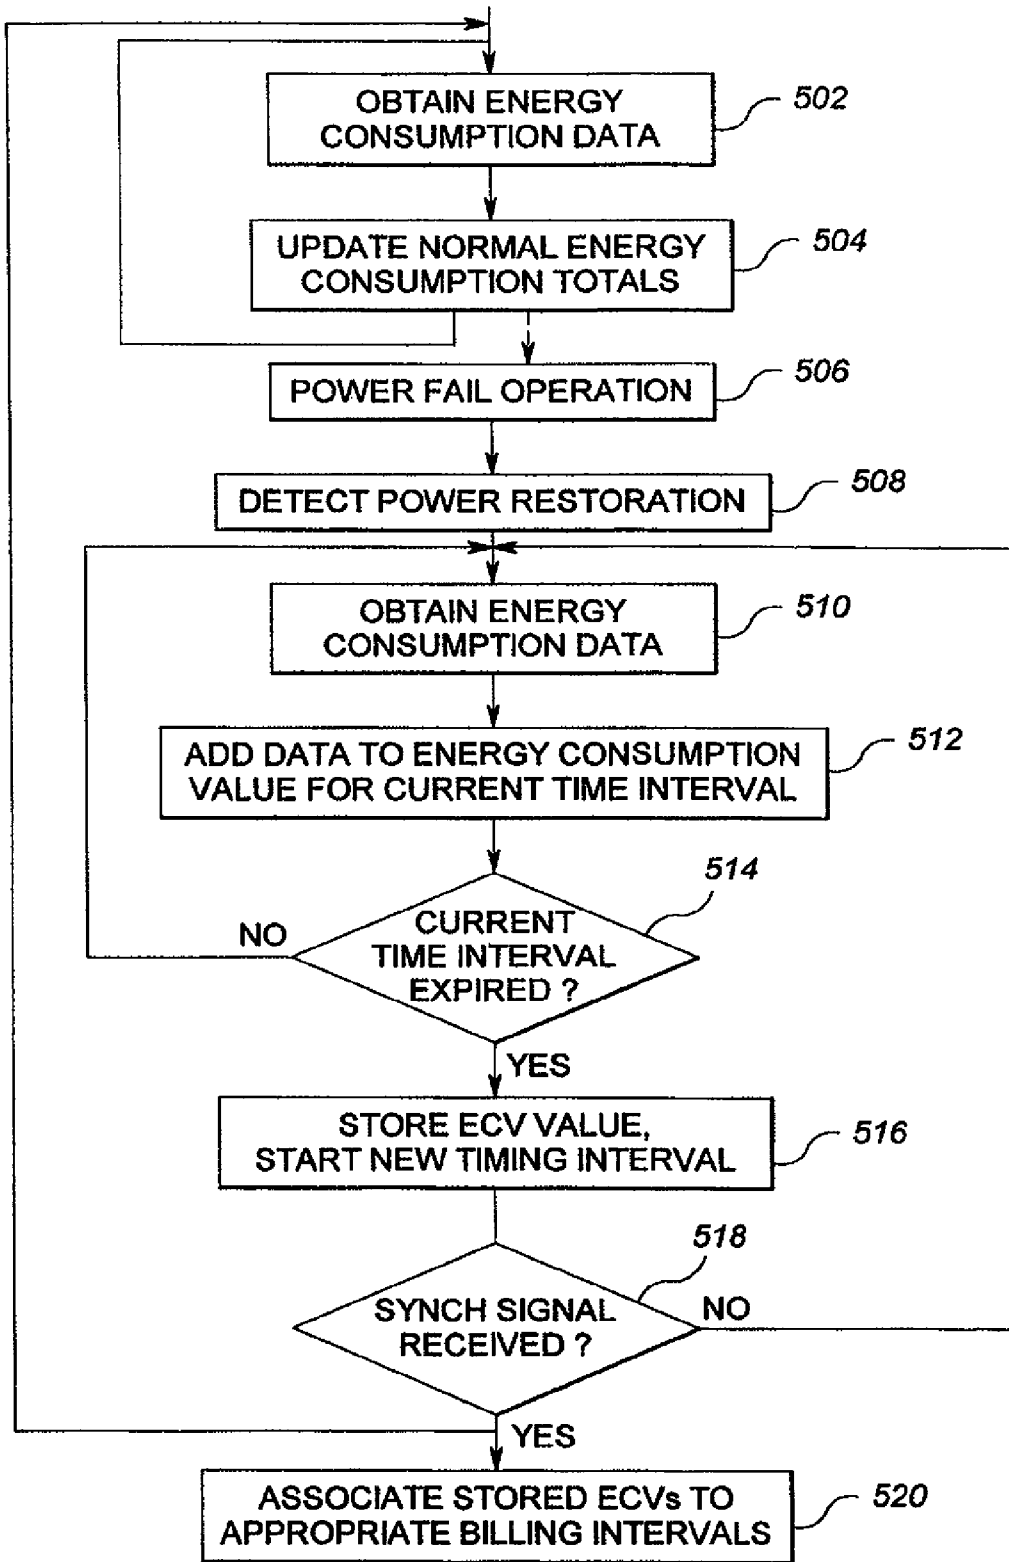 OBTAIN ENERGY
CONSUMPTION DATA
502
UPDATE NORMAL ENERGY
CONSUMPTION TOTALS
504
POWER FAIL OPERATION
506
DETECT POWER RESTORATION
508
OBTAIN ENERGY
CONSUMPTION DATA
510
ADD DATA TO ENERGY CONSUMPTION
VALUE FOR CURRENT TIME INTERVAL
512
CURRENT
TIME INTERVAL
EXPIRED ?
514
NO
YES
STORE ECV VALUE,
START NEW TIMING INTERVAL
516
SYNCH SIGNAL
RECEIVED ?
518
NO
YES
ASSOCIATE STORED ECVs TO
APPROPRIATE BILLING INTERVALS
520